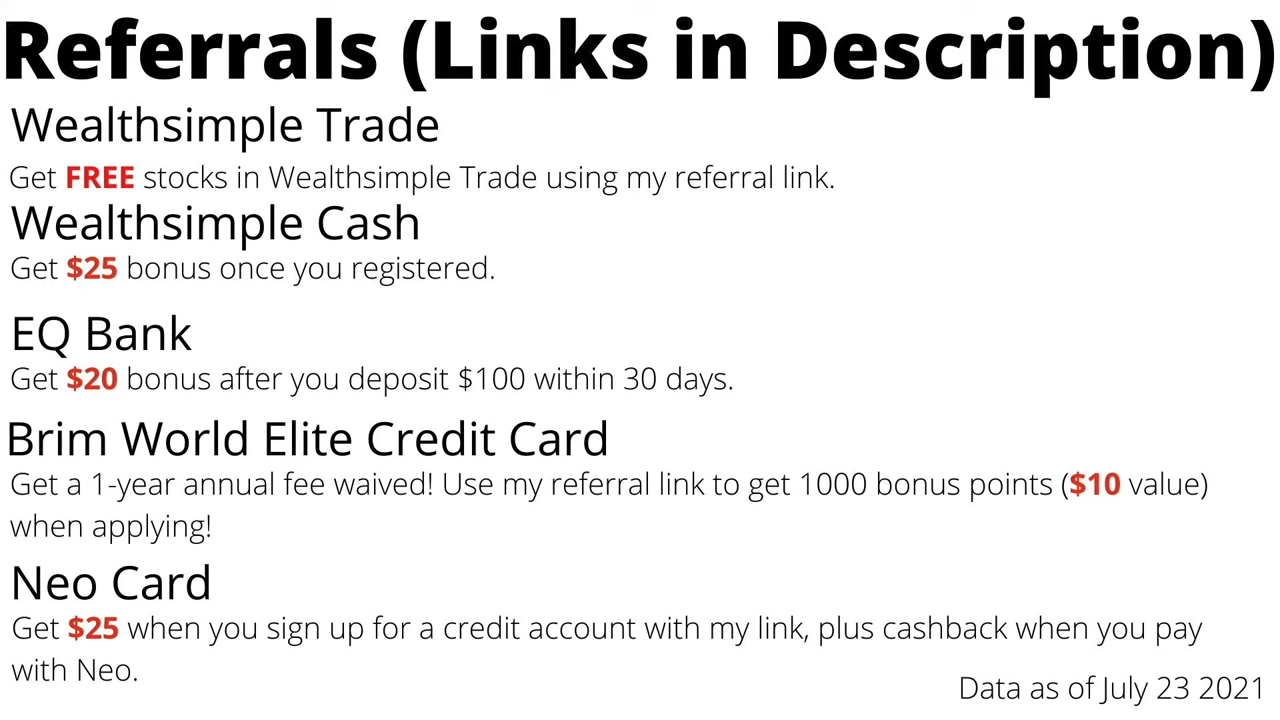 Referrals (Links in Description)
Wealthsimple Trade
Get FREE stocks in Wealthsimple Trade using my referral link.
Wealthsimple Cash
Get $25 bonus once you registered.
EQ Bank
Get $20 bonus after you deposit $100 within 30 days.
Brim World Elite Credit Card
Get a 1-year annual fee waived! Use my referral link to get 1000 bonus points ($10 value)
when applying!
Neo Card
Get $25 when you sign up for a credit account with my link, plus cashback when you pay
with Neo.
Data as of July 23 2021